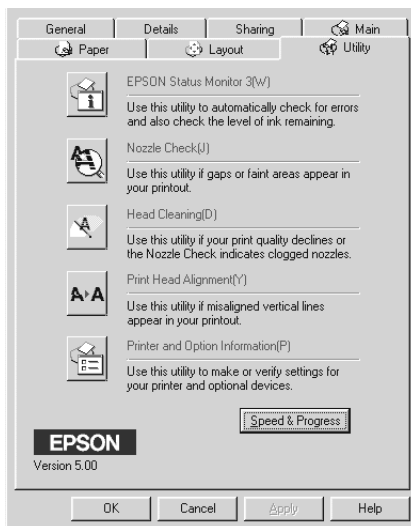 General Details Sharing Main
Paper Layout Utility
EPSON Status Monitor 3(W)
Use this utility to automatically check for errors
and also check the level of ink remaining.
Nozzle Check(J)
Use this utility if gaps or faint areas appear in
your printout.
Head Cleaning(D)
Use this utility if your print quality declines or
the Nozzle Check indicates clogged nozzles.
Print Head Alignment(Y)
A A
Use this utility if misaligned vertical lines
appear in your printout.
Printer and Option Information(P)
Use this utility to make or verify settings for
your printer and optional devices.
Speed & Progress
EPSON
Version 5.00
OK Cancel Apply Help